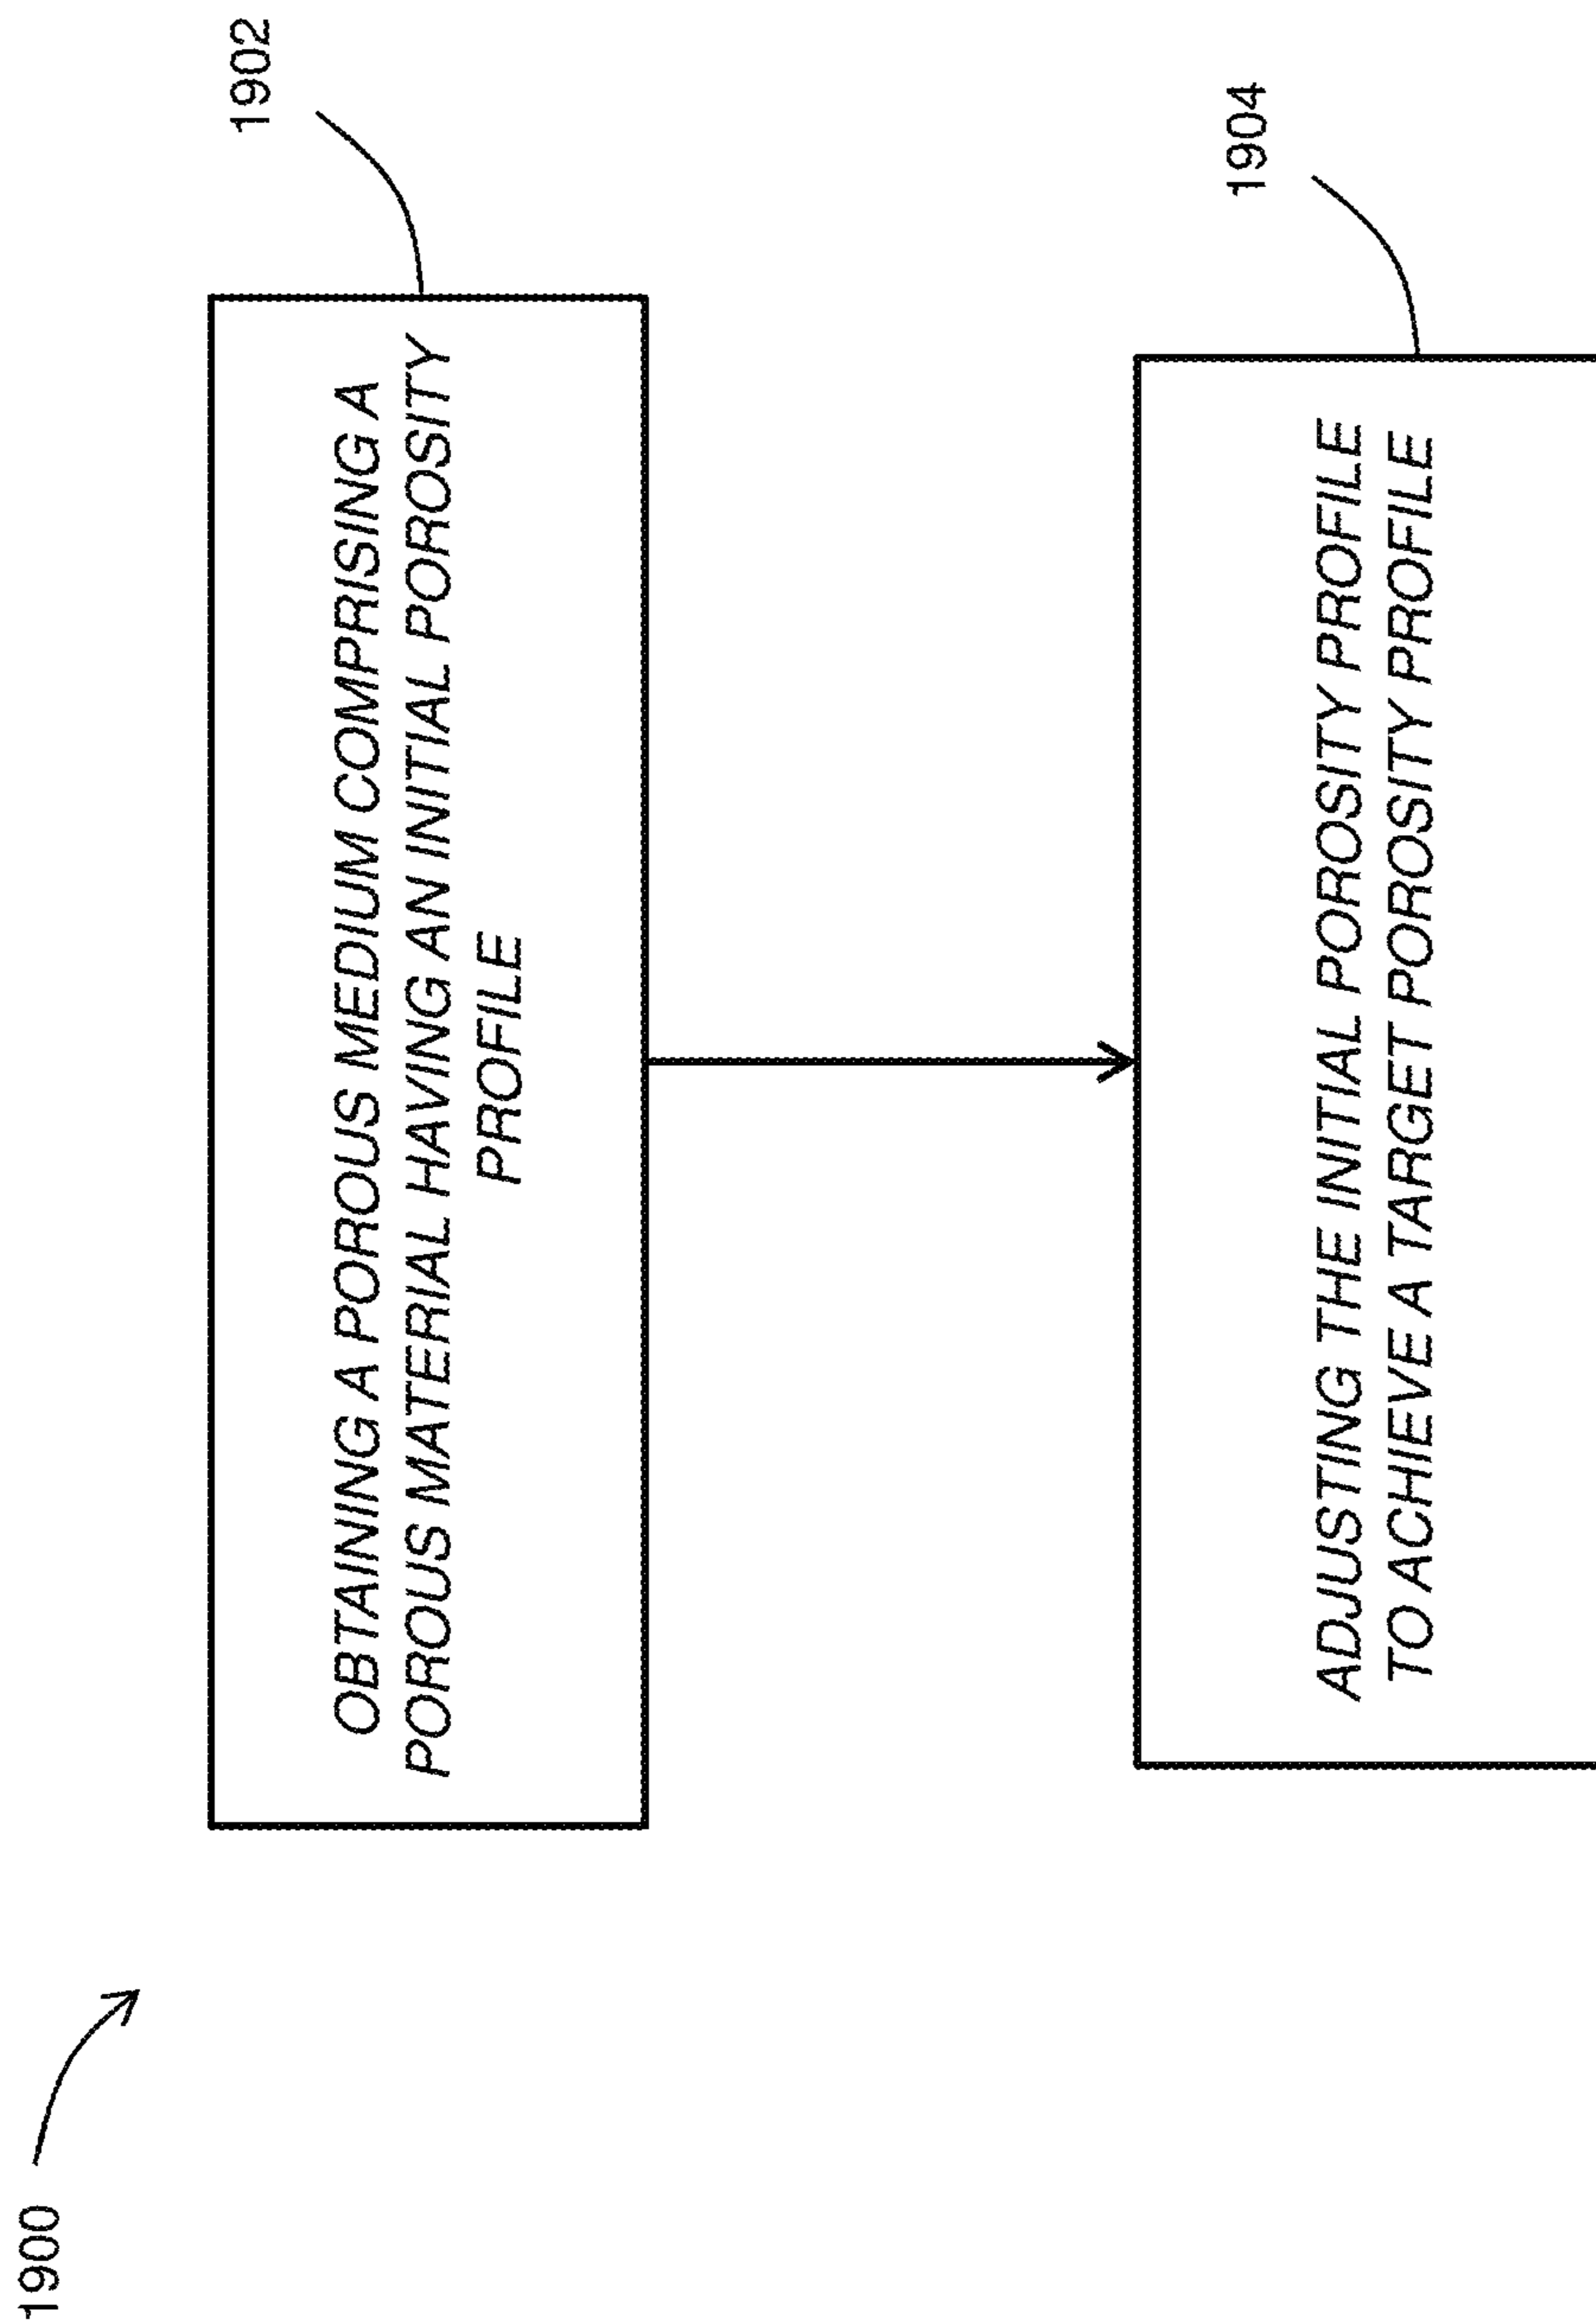 1900
1902
OBTAINING A POROUS MEDIUM COMPRISING A
POROUS MATERIAL HAVING AN INITIAL POROSITY
PROFILE
1904
ADJUSTING THE INITIAL POROSITY PROFILE
TO ACHIEVE A TARGET POROSITY PROFILE